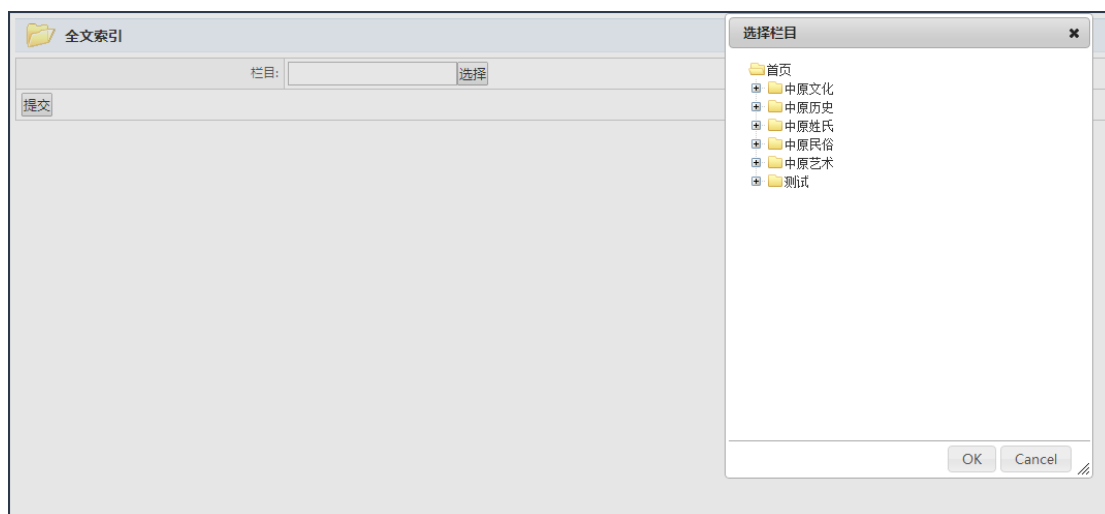 全文索引
栏目:
选择
提交
选择栏目
首页
中原文化
中原历史
中原姓氏
中原民俗
中原艺术
测试
OK Cancel